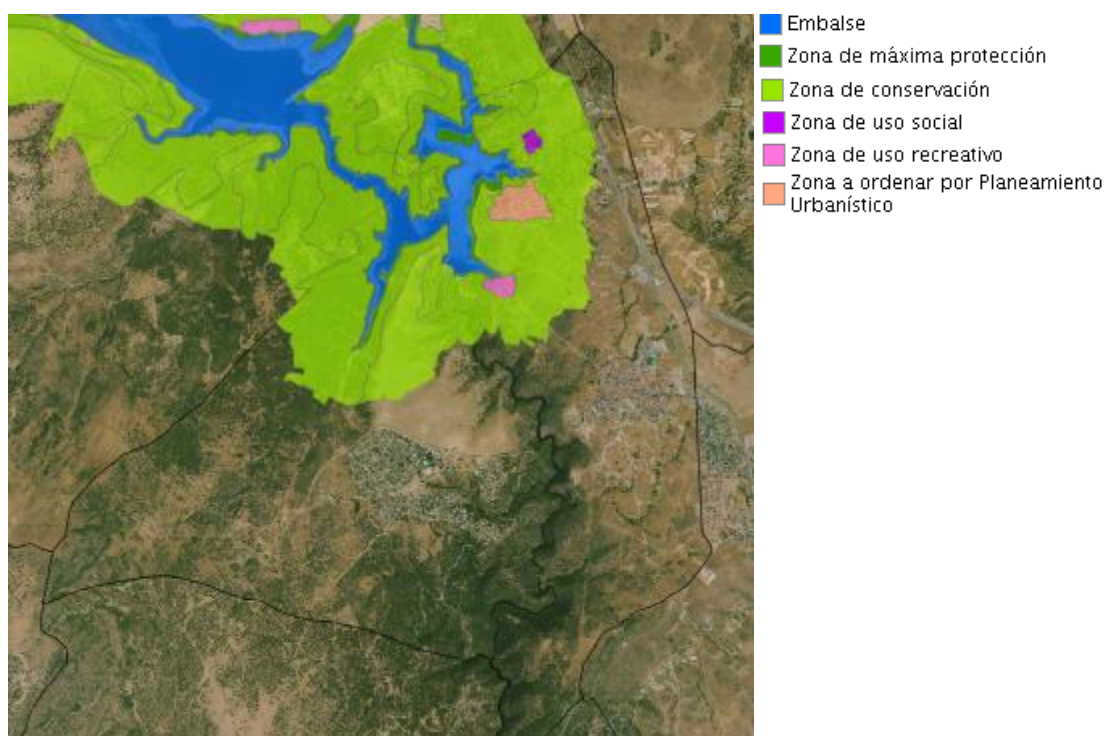 Embalse
Zona de máxima protección
Zona de conservación
Zona de uso social
Zona de uso recreativo
Zona a ordenar por Planeamiento
Urbanístico